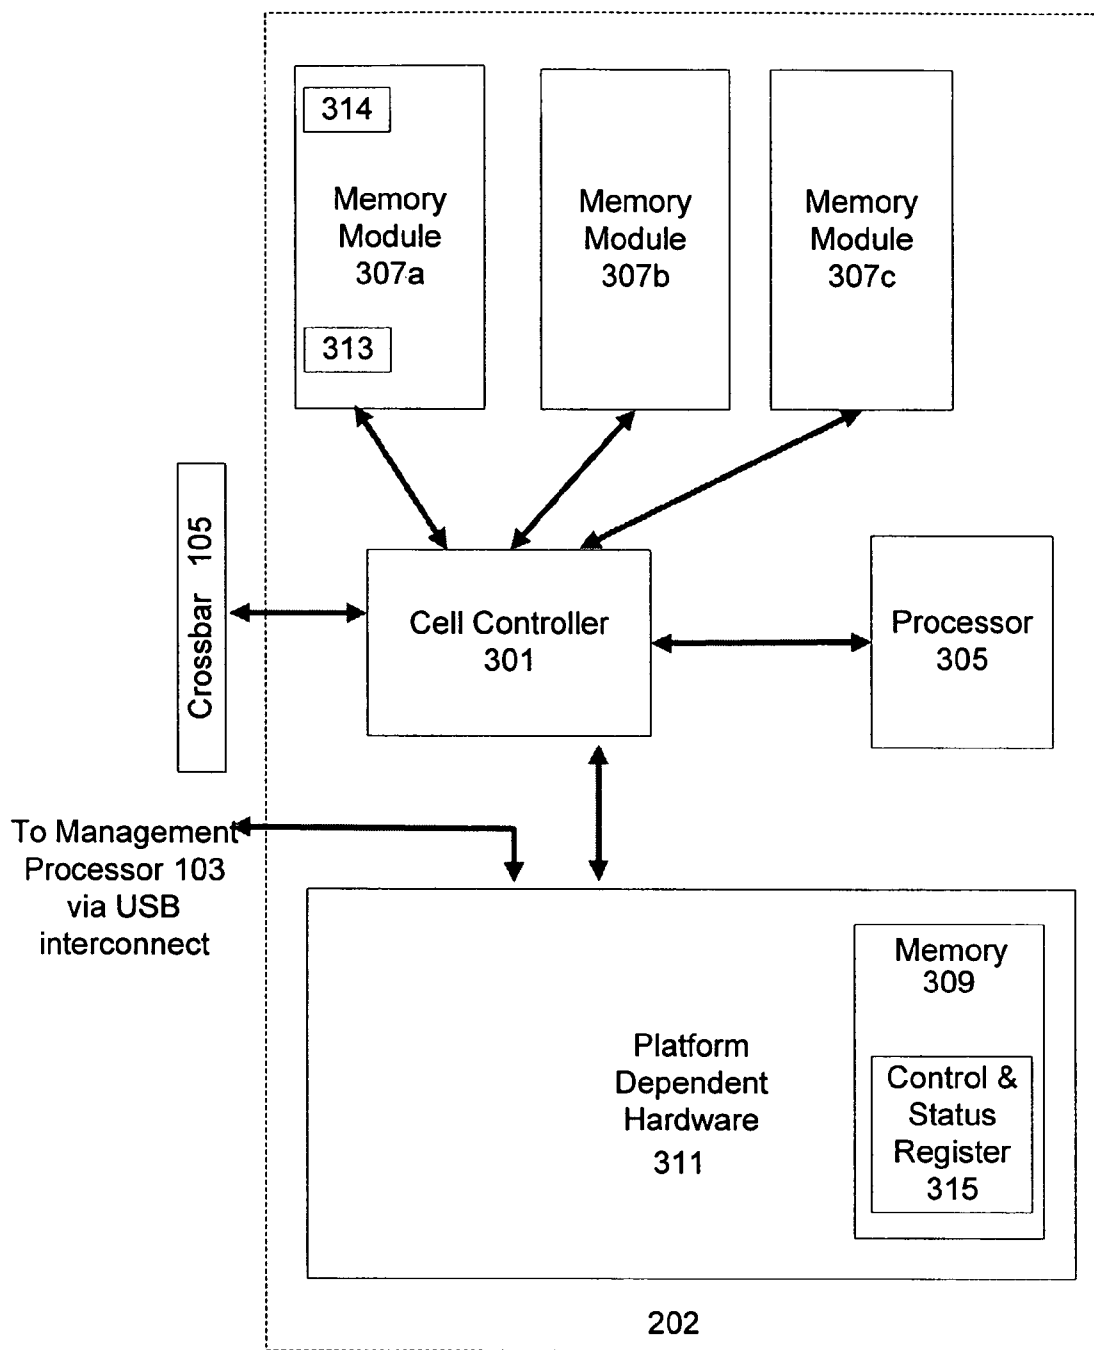 314
Memory
Module
307a
313
Memory
Module
307b
Memory
Module
307c
Crossbar 105
Cell Controller
301
Processor
305
To Management
Processor 103
via USB
interconnect
Platform
Dependent
Hardware
311
Memory
309
Control &
Status
Register
315
202